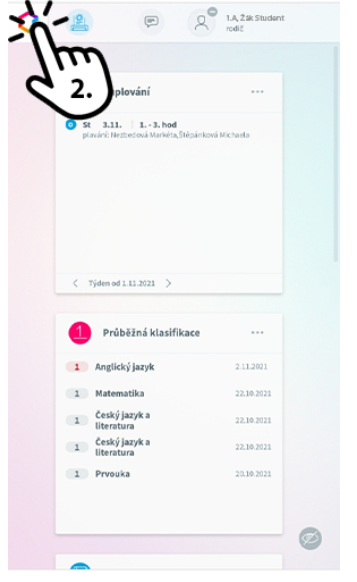 1.A, Žák Student
rodič
2.
plování
St 3.11. 1. - 3. hod
plavání: Nezbedová Markéta, Štěpánková Michaela
Týden od 1.11.2021
1 Průběžná klasifikace
1 Anglický jazyk 2.11.2021
1 Matematika 22.10.2021
1 Český jazyk a
literatura 22.10.2021
1 Český jazyk a
literatura 22.10.2021
1 Prvouka 20.10.2021